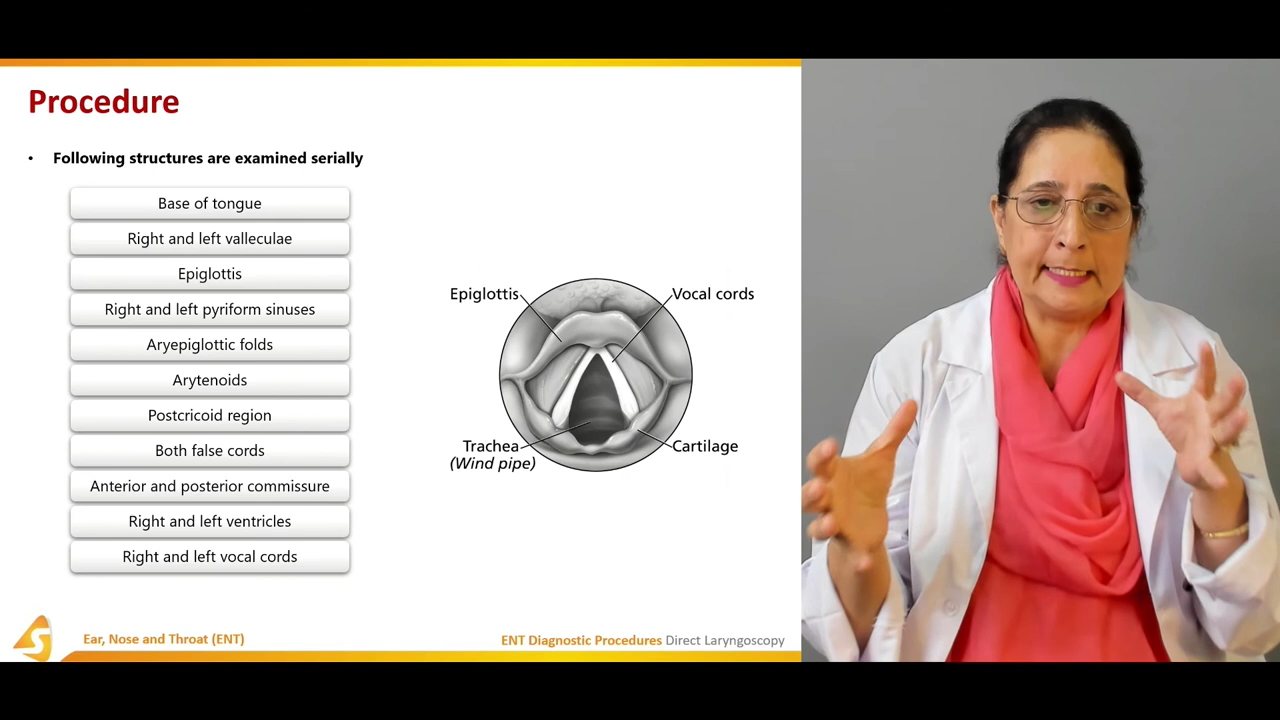 Procedure
• Following structures are examined serially
Base of tongue
Right and left valleculae
Epiglottis
Right and left pyriform sinuses
Aryepiglottic folds
Arytenoids
Postcricoid region
Both false cords
Anterior and posterior commissure
Right and left ventricles
Right and left vocal cords
Epiglottis
Vocal cords
Trachea
(Wind pipe)
Cartilage
Ear, Nose and Throat (ENT)
ENT Diagnostic Procedures Direct Laryngoscopy